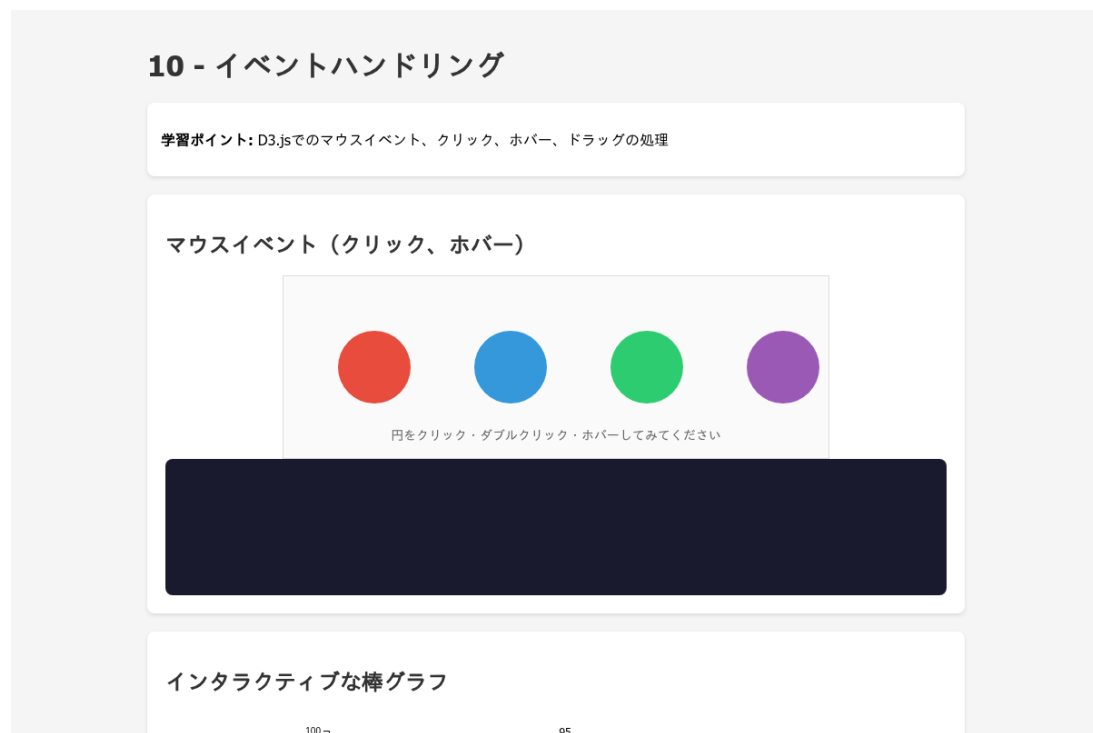 10 - イベントハンドリング
学習ポイント: D3.jsでのマウスイベント、クリック、ホバー、ドラッグの処理
マウスイベント（クリック、ホバー）
円をクリック・ダブルクリック・ホバーしてみてください
インタラクティブな棒グラフ
100
95